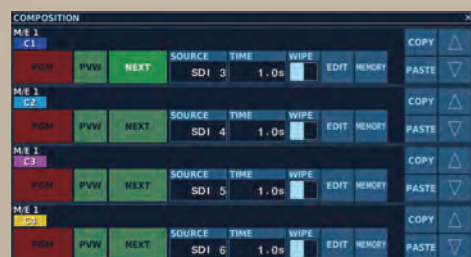 COMPOSITION
M/E 1
C1
COPY
SOURCE TIME WIPE
PGM PVW NEXT SDI 3 1.0s EDIT MEMORY PASTE
M/E 1
C2
COPY
SOURCE TIME WIPE
PGM PVW NEXT SDI 4 1.0s EDIT MEMORY PASTE
M/E 1
C3
COPY
SOURCE TIME WIPE
PGM PVW NEXT SDI 5 1.0s EDIT MEMORY PASTE
M/E 1
C4
COPY
SOURCE TIME WIPE
PGM PVW NEXT SDI 6 1.0s EDIT MEMORY PASTE